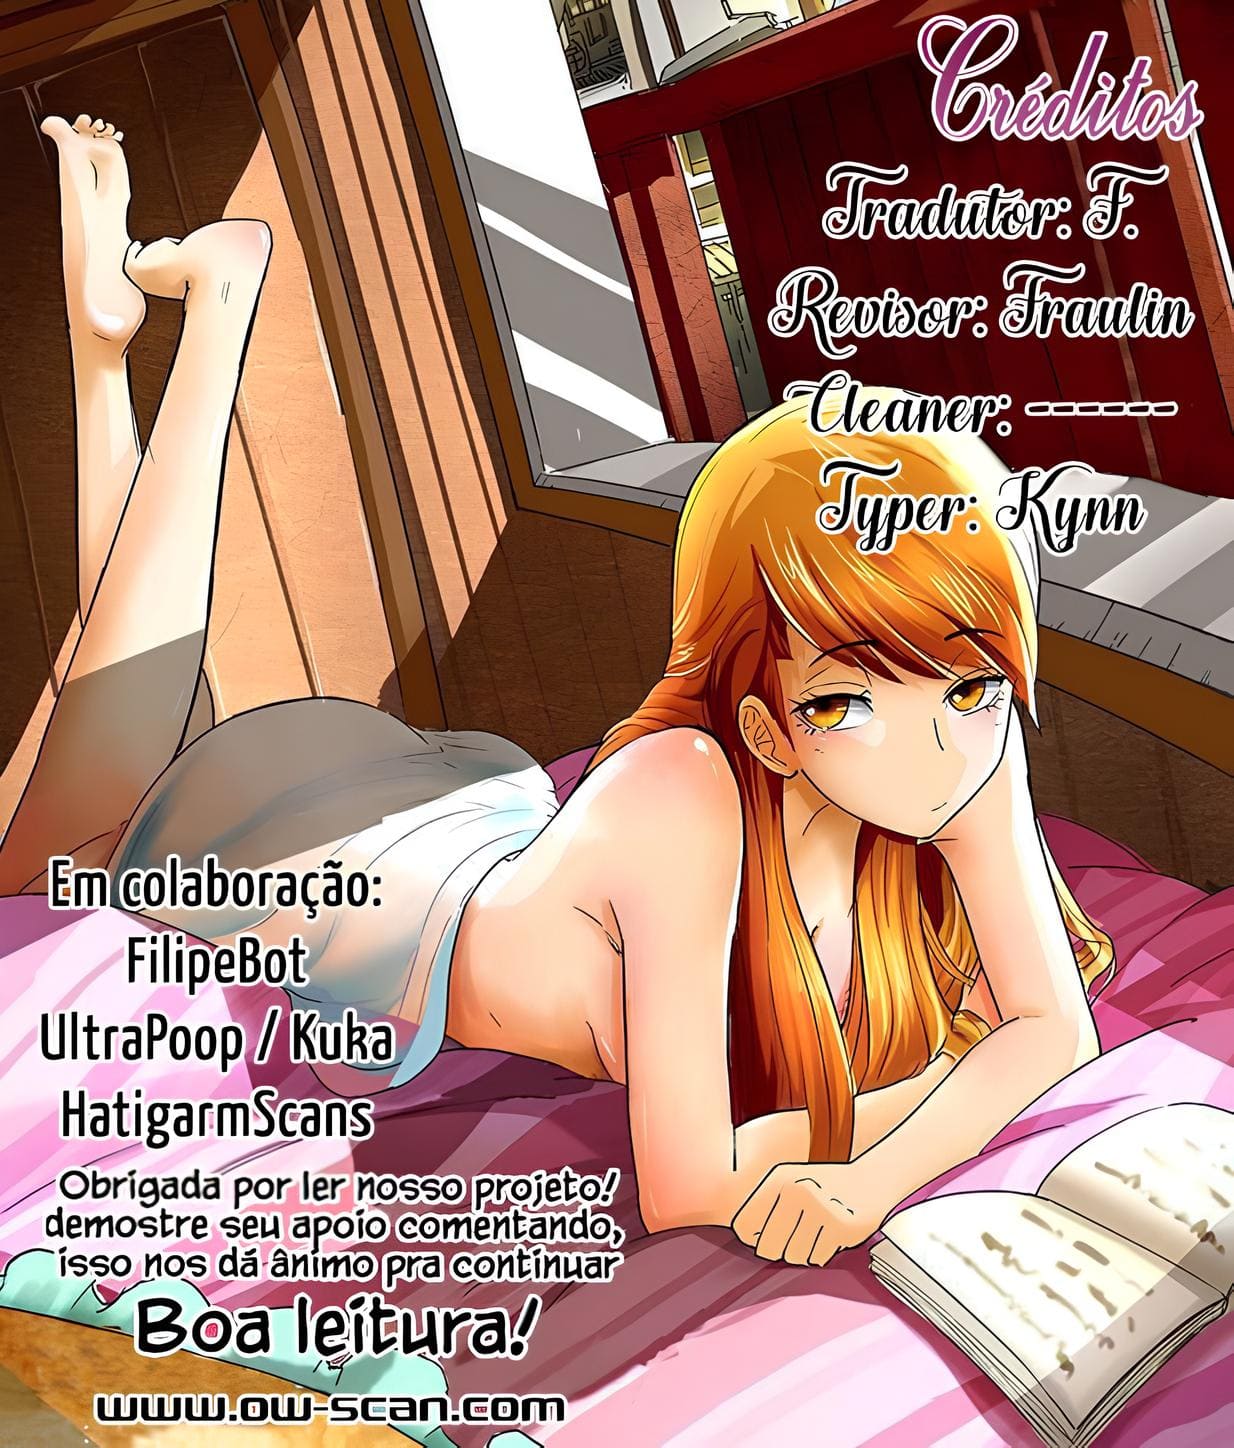 Créditos
Tradutor: F.
Revisor: Fraulin
Cleaner: ------
Typer: Kynn
Em colaboração:
FilipeBot
UltraPoop / Kuka
HatigarmScans
Obrigada por ler nosso projeto!
demostre seu apoio comentando,
isso nos dá ânimo pra continuar
Boa leitura!
www.ow-scan.com